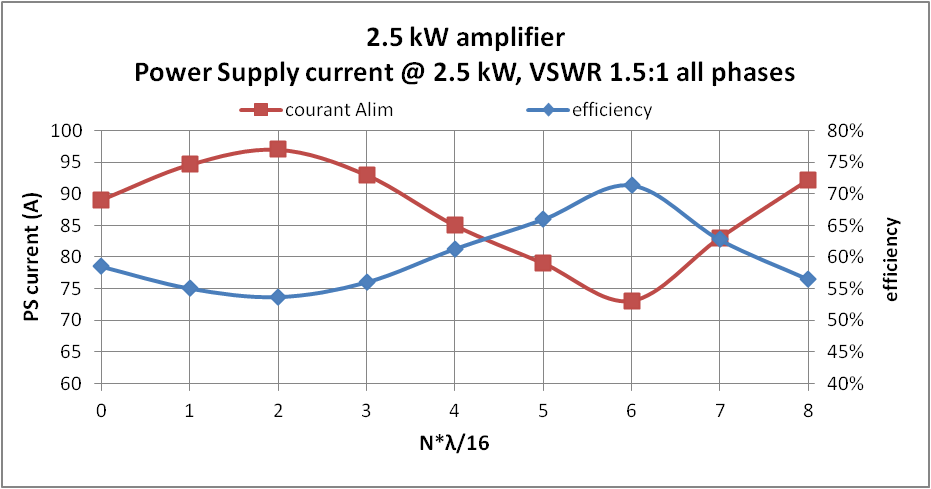 2.5 kW amplifier
Power Supply current @ 2.5 kW, VSWR 1.5:1 all phases
courant Alim
efficiency
100
95
90
85
80
75
70
65
60
PS current (A)
80%
75%
70%
65%
60%
55%
50%
45%
40%
efficiency
0 1 2 3 4 5 6 7 8
N*λ/16